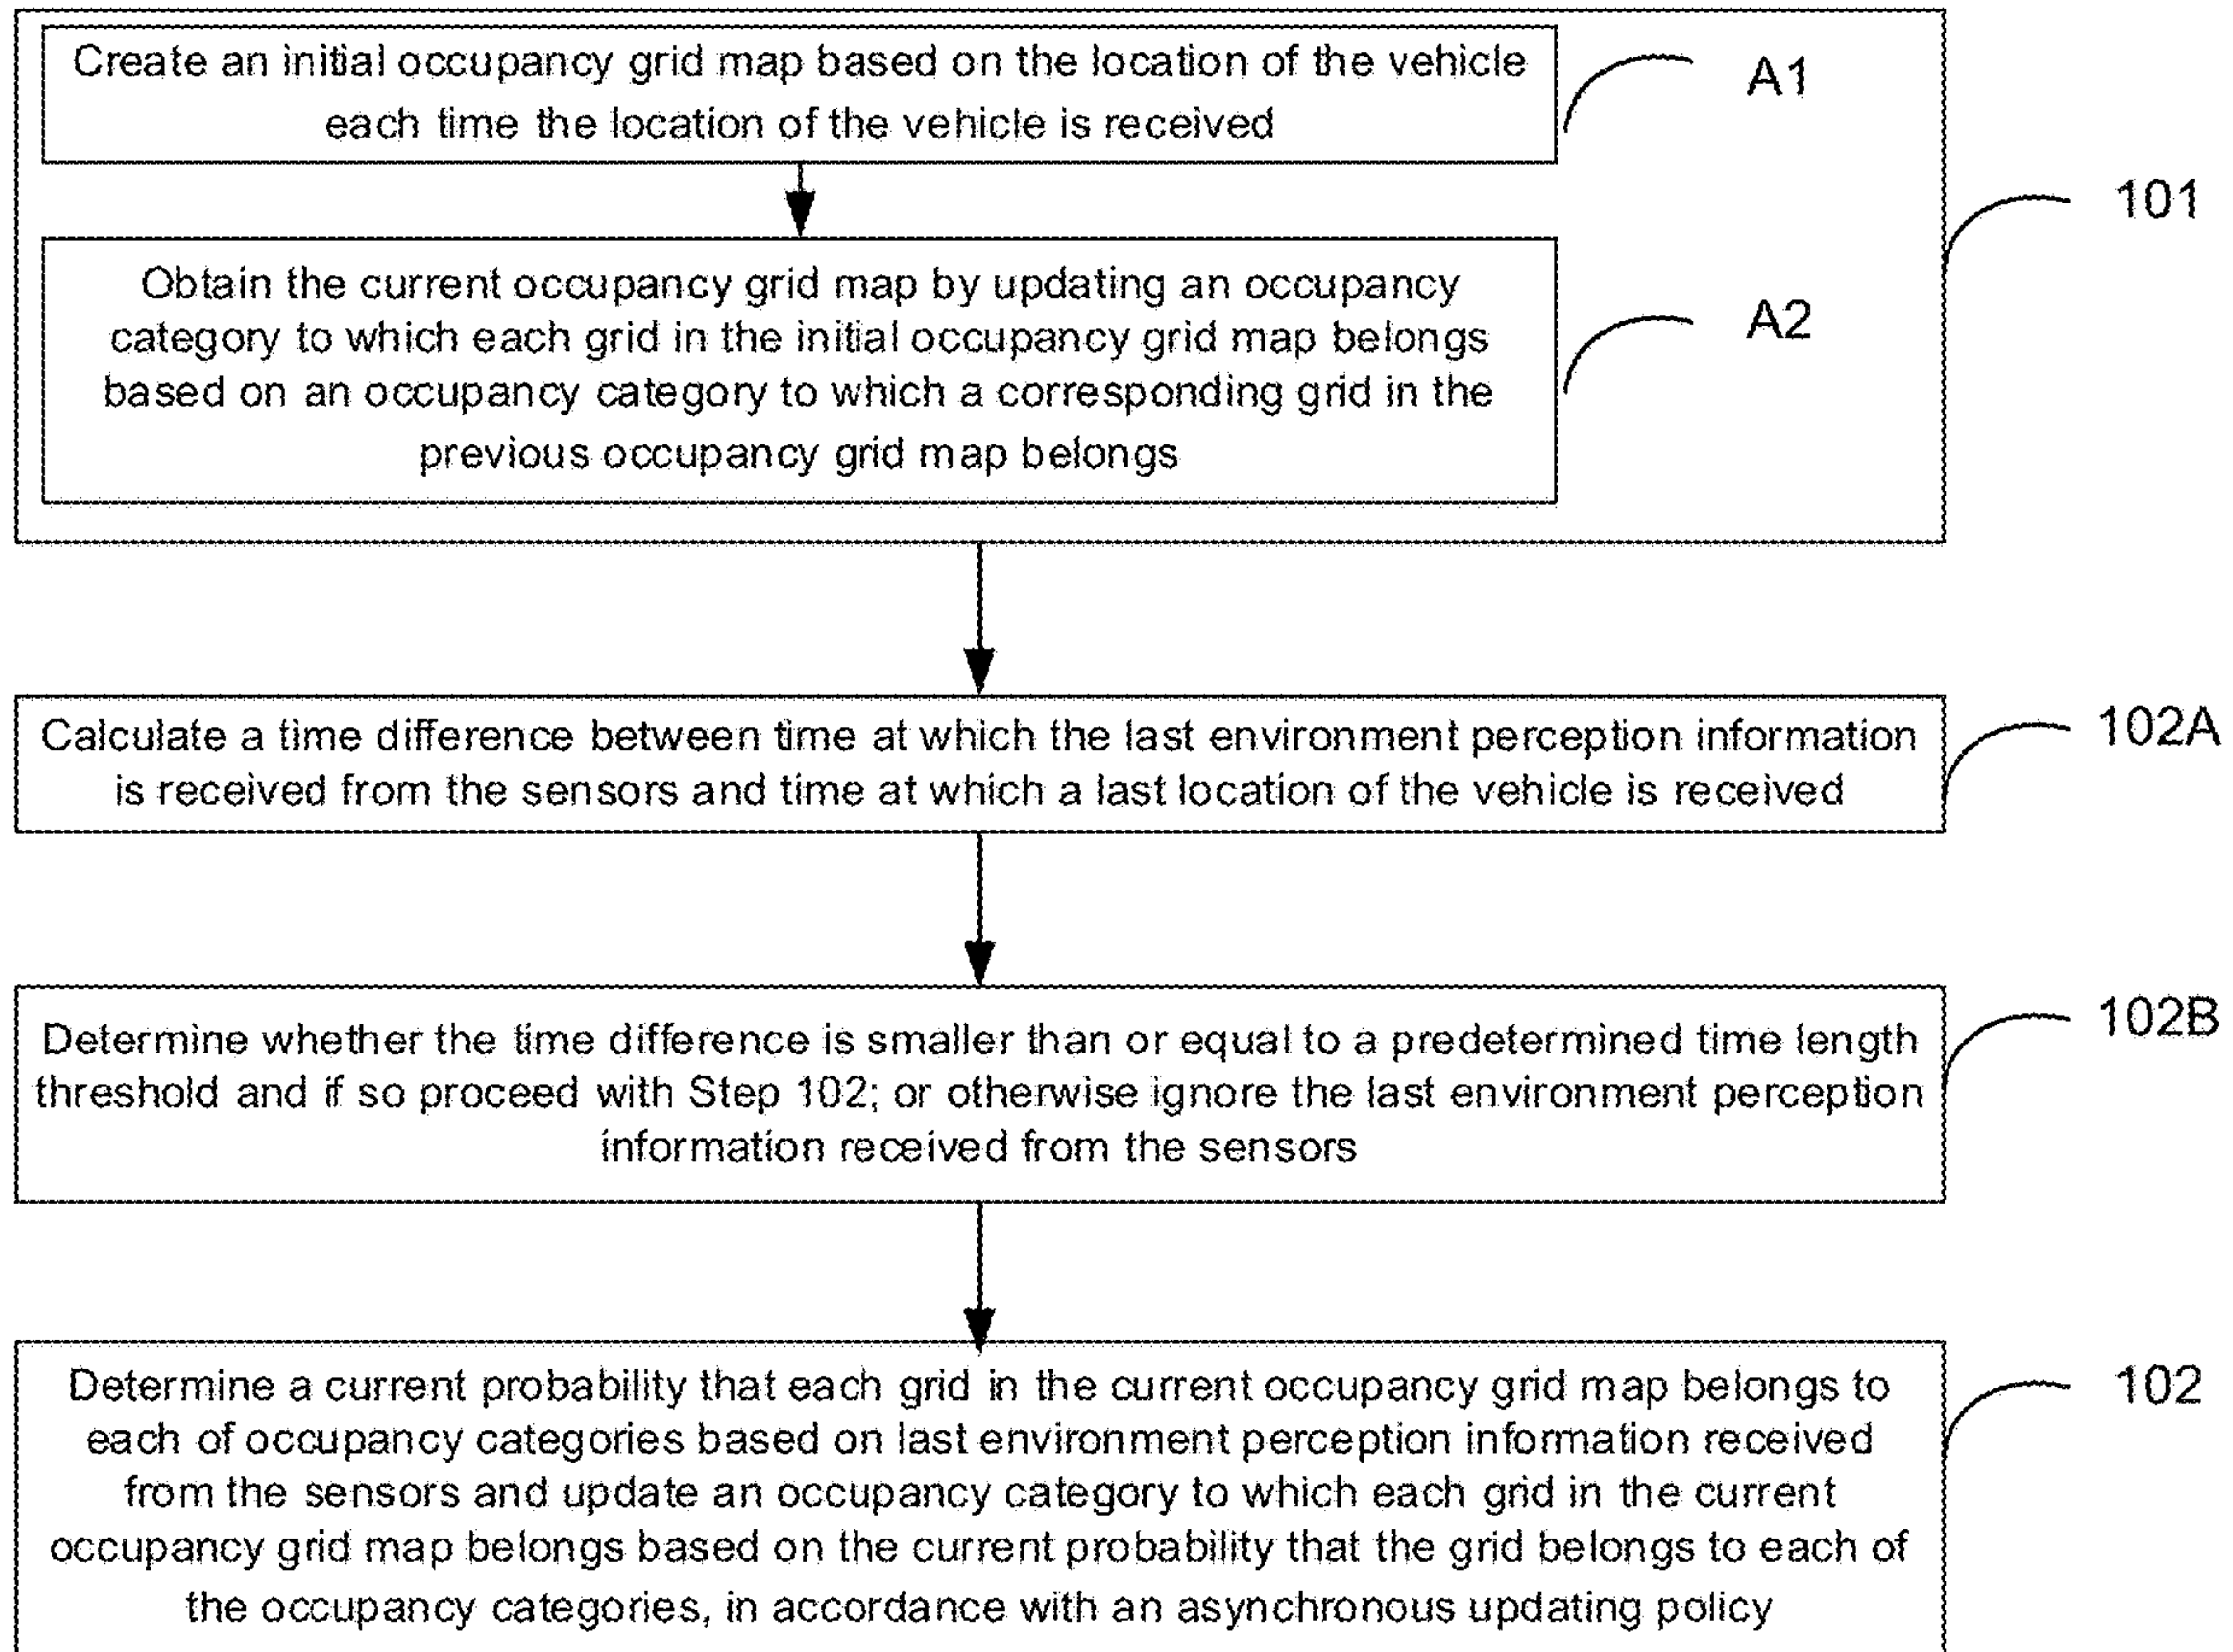 Create an initial occupancy grid map based on the location of the vehicle
each time the location of the vehicle is received
A1
101
Obtain the current occupancy grid map by updating an occupancy
category to which each grid in the initial occupancy grid map belongs
based on an occupancy category to which a corresponding grid in the
previous occupancy grid map belongs
A2
Calculate a time difference between time at which the last environment perception information
is received from the sensors and time at which a last location of the vehicle is received
102A
Determine whether the time difference is smaller than or equal to a predetermined time length
threshold and if so proceed with Step 102; or otherwise ignore the last environment perception
information received from the sensors
102B
Determine a current probability that each grid in the current occupancy grid map belongs to
each of occupancy categories based on last environment perception information received
from the sensors and update an occupancy category to which each grid in the current
occupancy grid map belongs based on the current probability that the grid belongs to each of
the occupancy categories, in accordance with an asynchronous updating policy
102